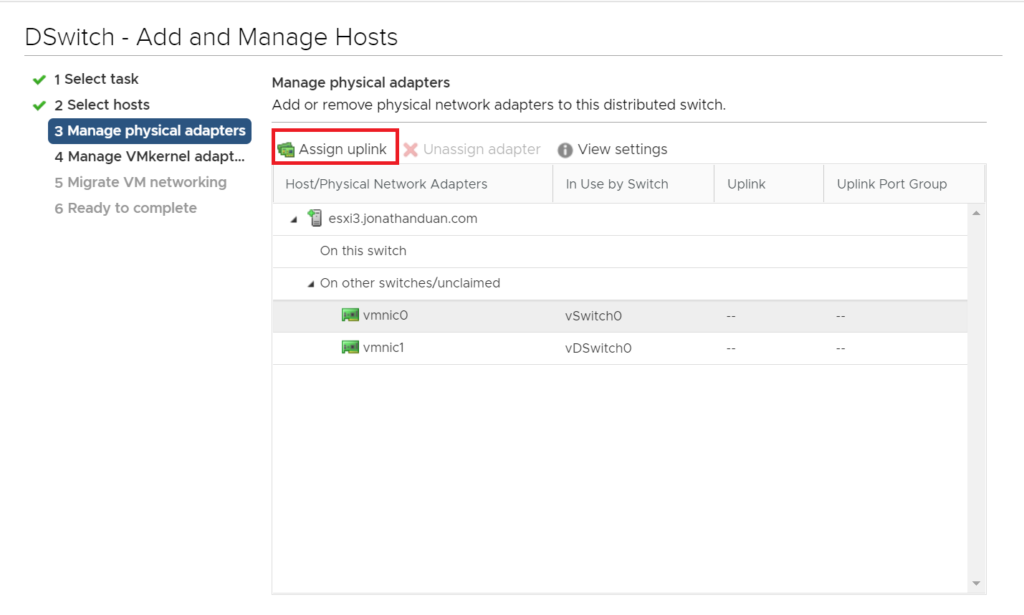 DSwitch - Add and Manage Hosts
1 Select task
2 Select hosts
3 Manage physical adapters
4 Manage VMkernel adapt...
5 Migrate VM networking
6 Ready to complete
Manage physical adapters
Add or remove physical network adapters to this distributed switch.
Assign uplink Unassign adapter View settings
Host/Physical Network Adapters In Use by Switch Uplink Uplink Port Group
esxi3.jonathanduan.com
On this switch
On other switches/unclaimed
vmnic0 vSwitch0 -- --
vmnic1 vDSwitch0 -- --